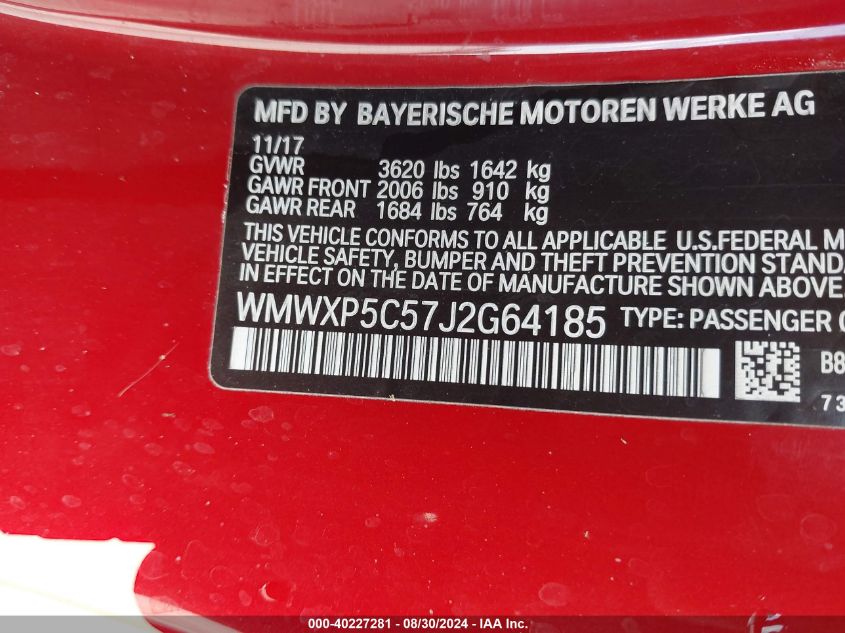 MFD BY BAYERISCHE MOTOREN WERKE AG
11/17
GVWR 3620 lbs 1642 kg
GAWR FRONT 2006 lbs 910 kg
GAWR REAR 1684 lbs 764 kg
THIS VEHICLE CONFORMS TO ALL APPLICABLE U.S.FEDERAL M
VEHICLE SAFETY, BUMPER AND THEFT PREVENTION STANDA
IN EFFECT ON THE DATE OF MANUFACTURE SHOWN ABOVE
WMWXP5C57J2G64185 TYPE: PASSENGER
B8
73
000-40227281 - 08/30/2024 - IAA Inc.